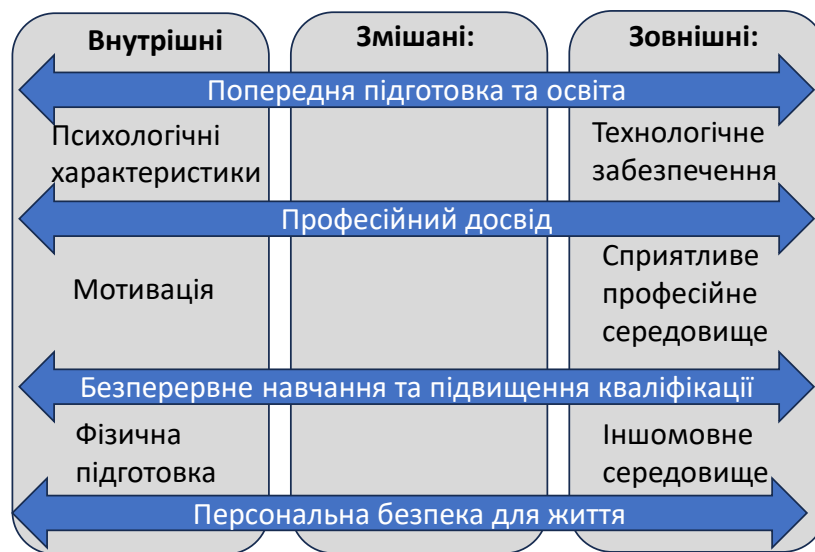 Внутрішні
Змішані:
Зовнішні:
Попередня підготовка та освіта
Психологічні
характеристики
Технологічне
забезпечення
Професійний досвід
Мотивація
Сприятливе
професійне
середовище
Безперервне навчання та підвищення кваліфікації
Фізична
підготовка
Іншомовне
середовище
Персональна безпека для життя